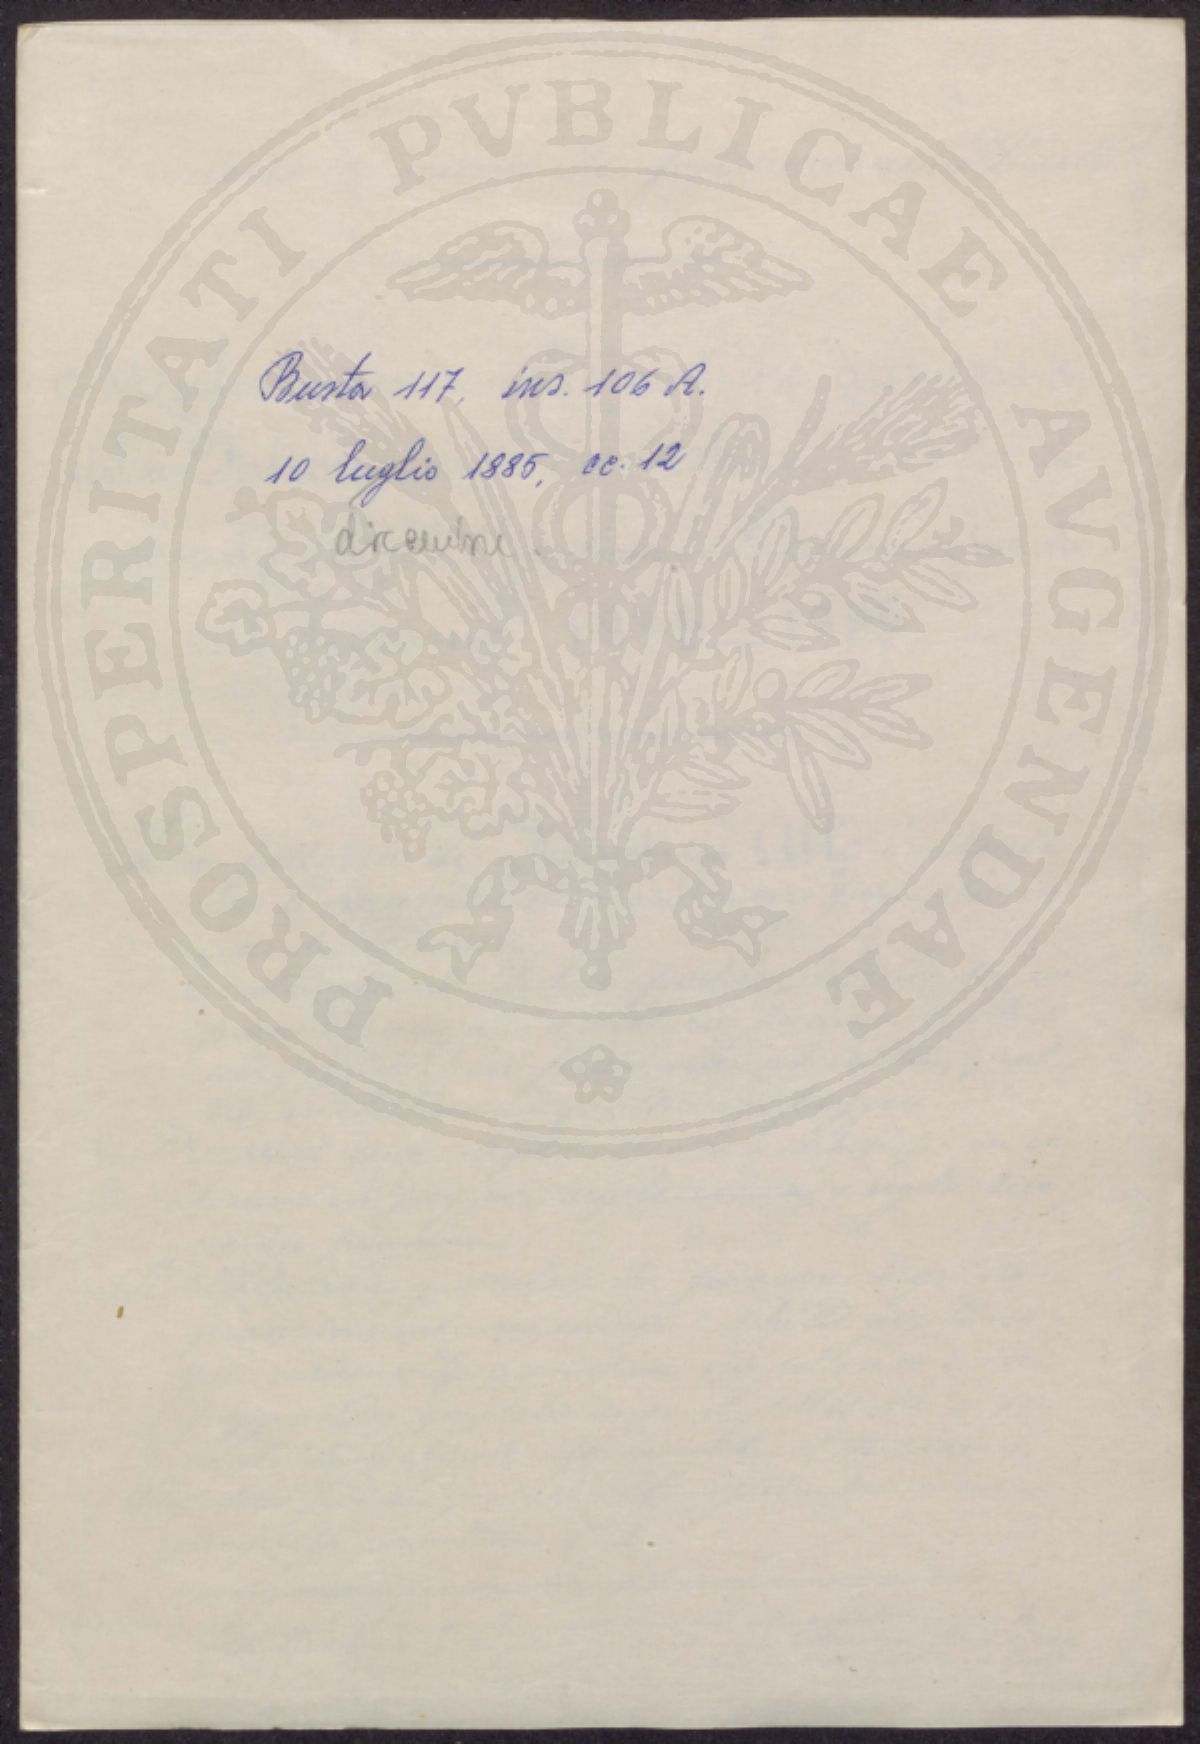 PROSPERITATI PVBLICAE AVGENDAE
Busta 117, ins. 106 A.
10 luglio 1885, cc. 12
dicembre.